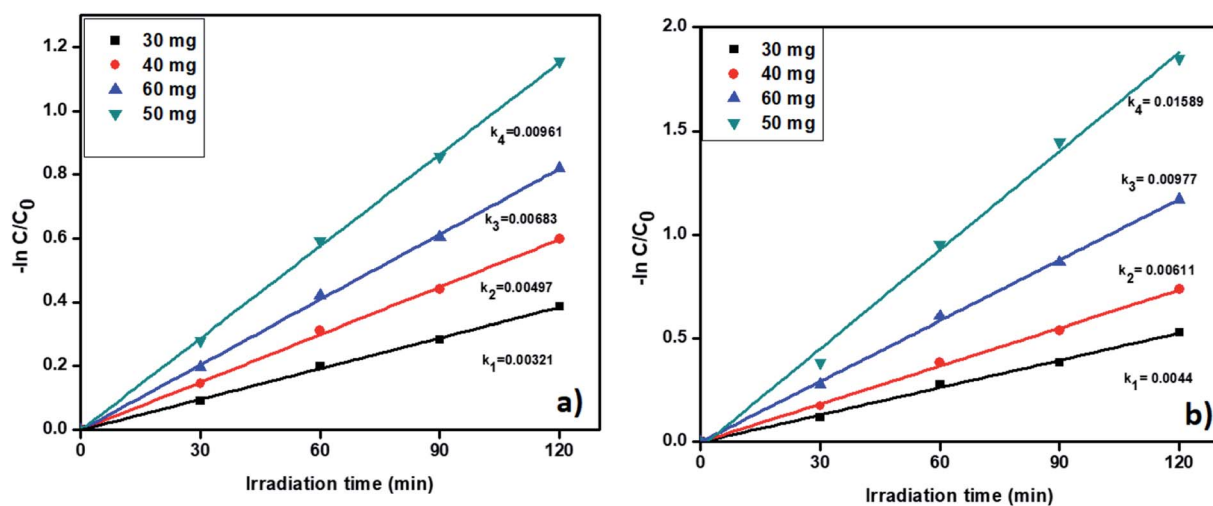 30 mg
40 mg
60 mg
50 mg
1.2
0.8
0.6
0.4
0.2
0.0
-ln C/C0
k4=0.00961
k3=0.00683
k2=0.00497
k1=0.00321
a)
0 30 60 90 120
Irradiation time (min)
30 mg
40 mg
60 mg
50 mg
2.0
1.5
1.0
0.5
0.0
-ln C/C0
k4=0.01589
k3=0.00977
k2=0.00611
k1=0.0044
b)
0 30 60 90 120
Irradiation time (min)